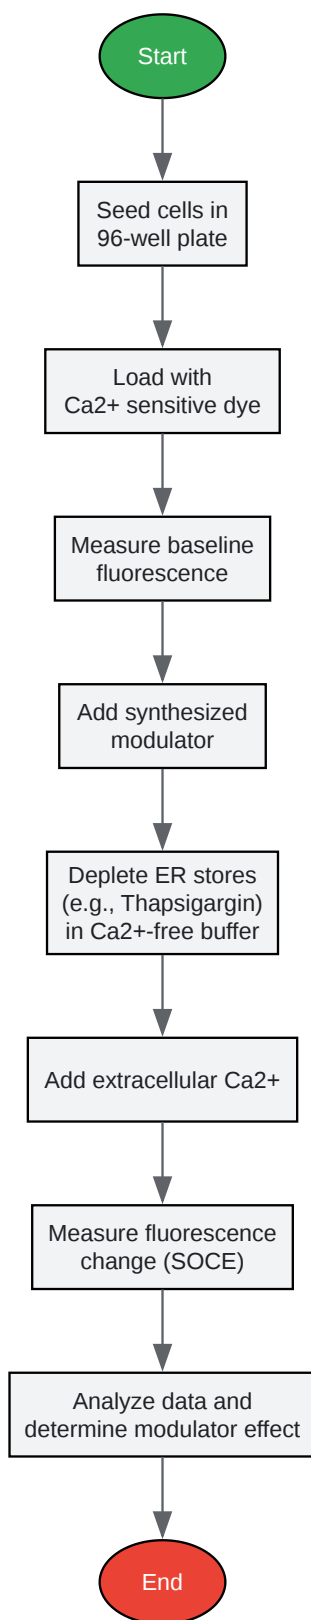 Start
Seed cells in
96-well plate
Load with
Ca2+ sensitive dye
Measure baseline
fluorescence
Add synthesized
modulator
Deplete ER stores
(e.g., Thapsigargin)
in Ca2+-free buffer
Add extracellular Ca2+
Measure fluorescence
change (SOCE)
Analyze data and
determine modulator effect
End